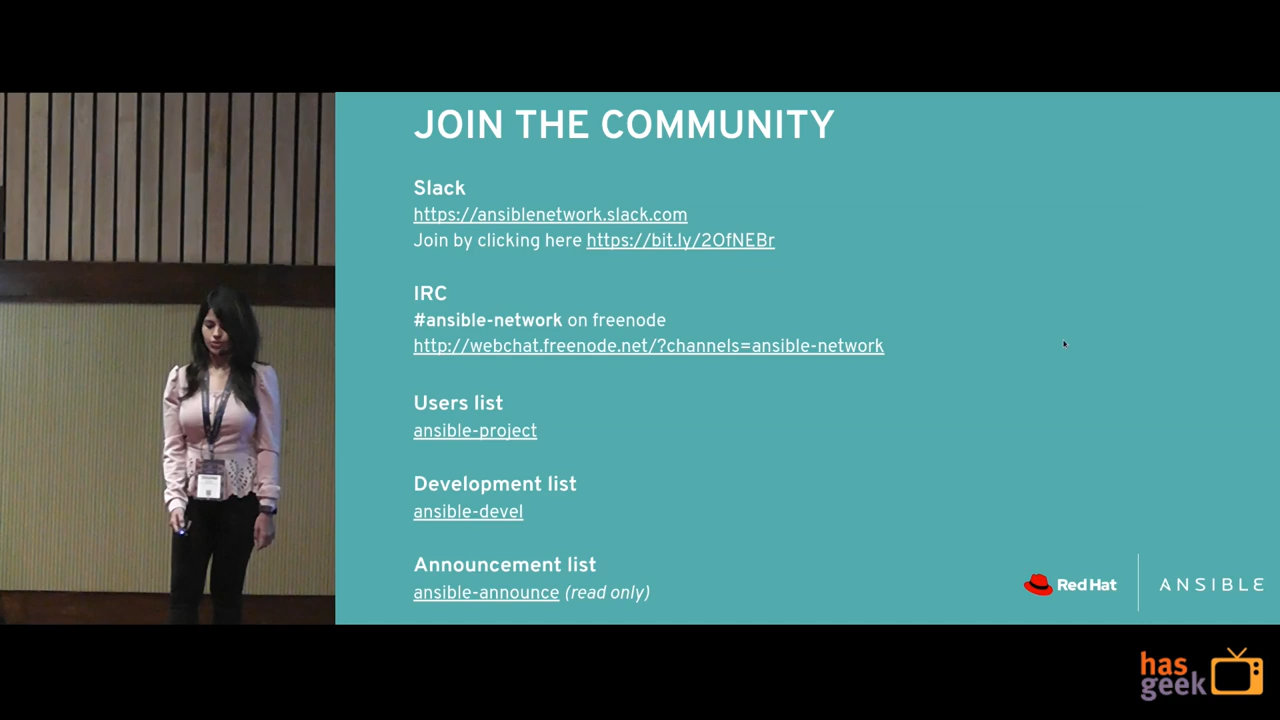 JOIN THE COMMUNITY
Slack
https://ansiblenetwork.slack.com
Join by clicking here https://bit.ly/2OfNEBr
IRC
#ansible-network on freenode
http://webchat.freenode.net/?channels=ansible-network
Users list
ansible-project
Development list
ansible-devel
Announcement list
ansible-announce (read only)
Red Hat
ANSIBLE
has
geek